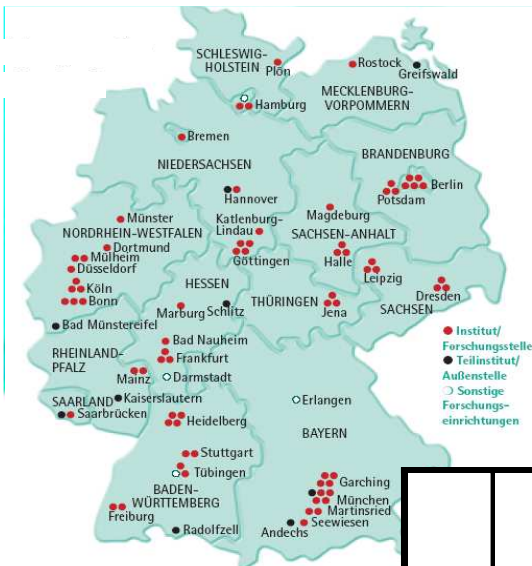 SCHLESWIG-
HOLSTEIN
Plön
Rostock
Greifswald
MECKLENBURG-
VORPOMMERN
Hamburg
Bremen
NIEDERSACHSEN
BRANDENBURG
Berlin
Potsdam
Hannover
Katlenburg-
Lindau
Göttingen
Magdeburg
SACHSEN-ANHALT
Halle
Münster
NORDRHEIN-WESTFALEN
Dortmund
Mülheim
Düsseldorf
Köln
Bonn
Leipzig
Dresden
SACHSEN
HESSEN
Marburg
Schlitz
THÜRINGEN
Jena
Bad Münstereifel
Bad Nauheim
Frankfurt
RHEINLAND-
PFALZ
Mainz
Darmstadt
Kaiserslautern
SAARLAND
Saarbrücken
Erlangen
BAYERN
Heidelberg
Stuttgart
Tübingen
BADEN-
WÜRTTEMBERG
Freiburg
Radolfzell
Garching
München
Martinsried
Seewiesen
Andechs
Institut/
Forschungsstelle
Teilinstitut/
Außenstelle
Sonstige
Forschungs-
einrichtungen